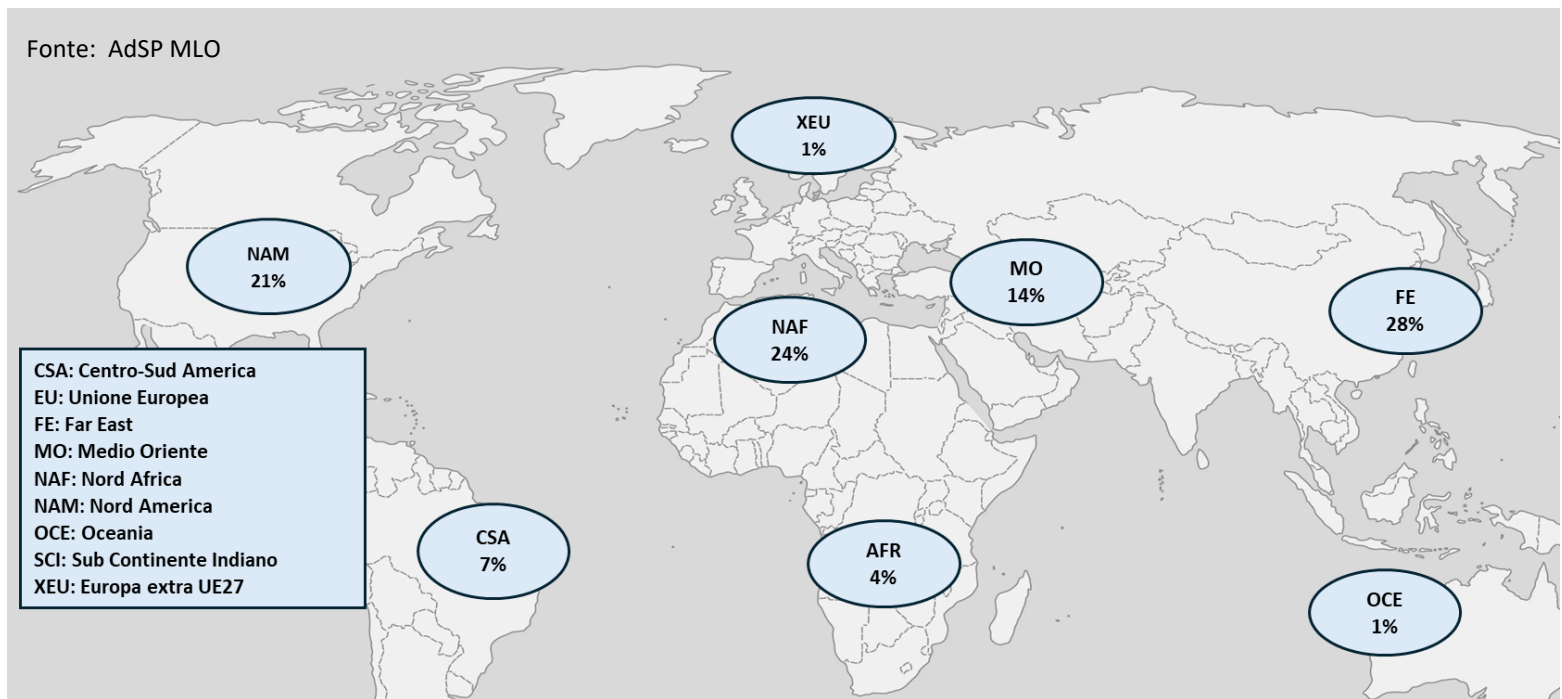 Fonte: AdSP MLO
XEU
1%
NAM
21%
MO
14%
FE
28%
NAF
24%
CSA: Centro-Sud America
EU: Unione Europea
FE: Far East
MO: Medio Oriente
NAF: Nord Africa
NAM: Nord America
OCE: Oceania
SCI: Sub Continente Indiano
XEU: Europa extra UE27
CSA
7%
AFR
4%
OCE
1%